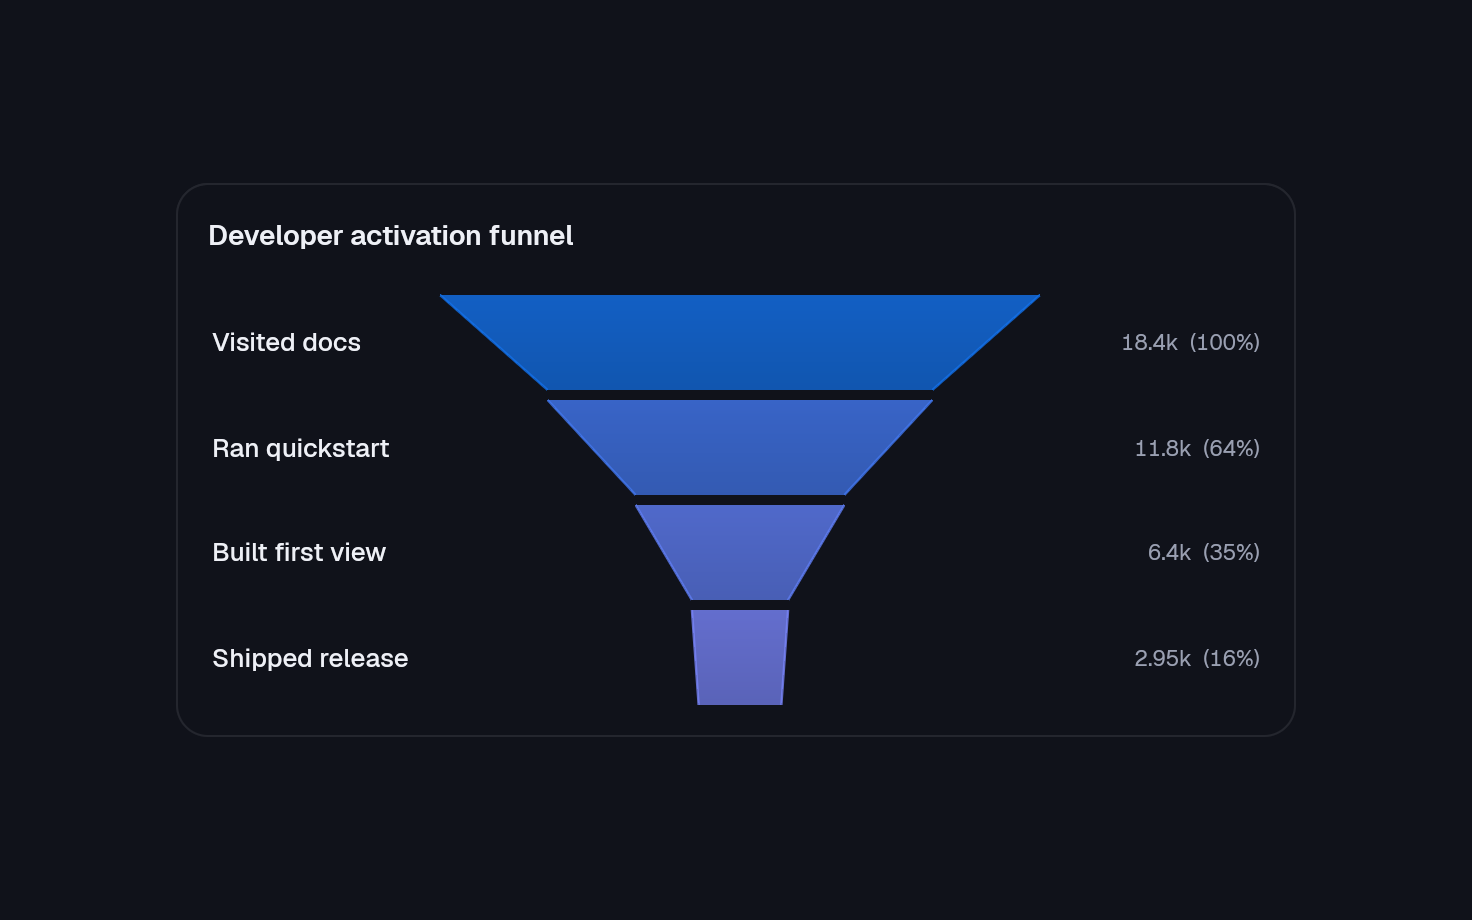 Developer activation funnel
Visited docs 18.4k (100%)
Ran quickstart 11.8k (64%)
Built first view 6.4k (35%)
Shipped release 2.95k (16%)